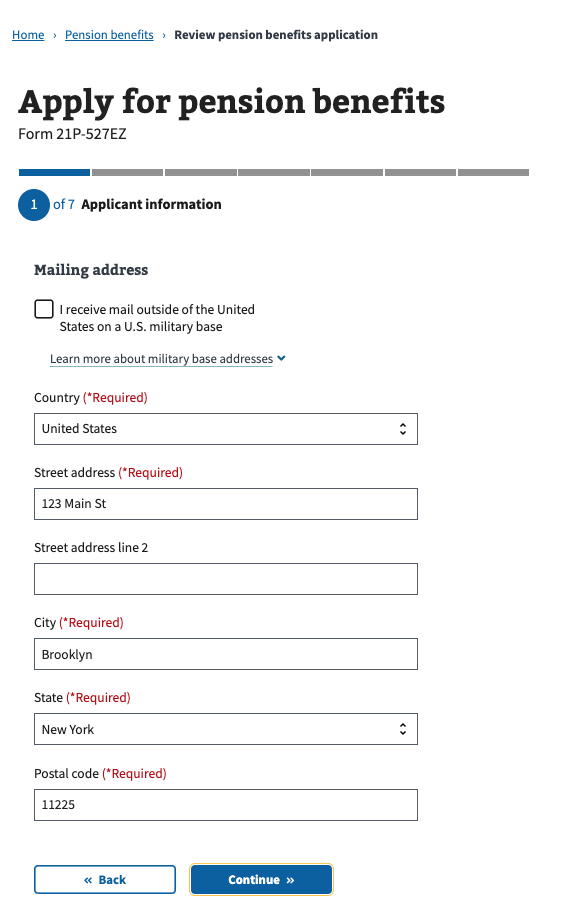 Home › Pension benefits › Review pension benefits application
Apply for pension benefits
Form 21P-527EZ
1 of 7 Applicant information
Mailing address
I receive mail outside of the United
States on a U.S. military base
Learn more about military base addresses
Country (*Required)
United States
Street address (*Required)
123 Main St
Street address line 2
City (*Required)
Brooklyn
State (*Required)
New York
Postal code (*Required)
11225
« Back
Continue »